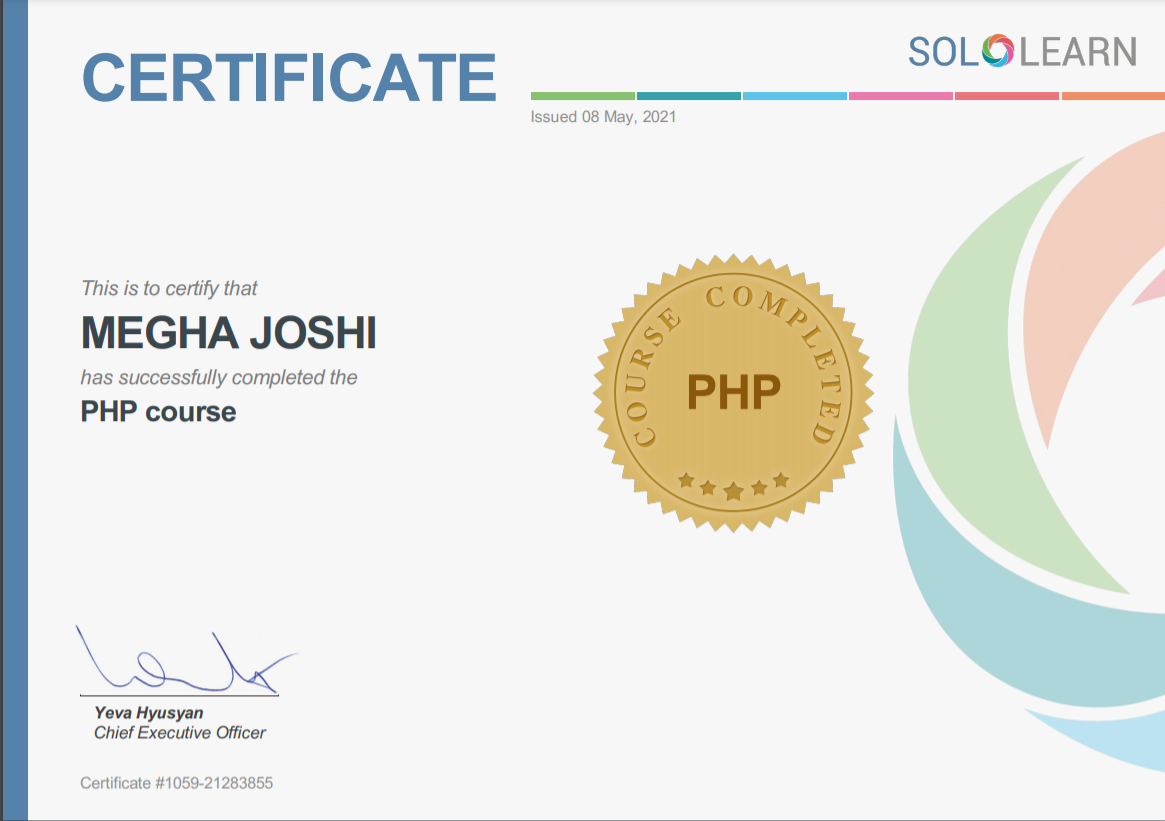 CERTIFICATE
SOLOLEARN
Issued 08 May, 2021
This is to certify that
MEGHA JOSHI
has successfully completed the
PHP course
COURSE COMPLETED
PHP
Yeva Hyusyan
Chief Executive Officer
Certificate #1059-21283855